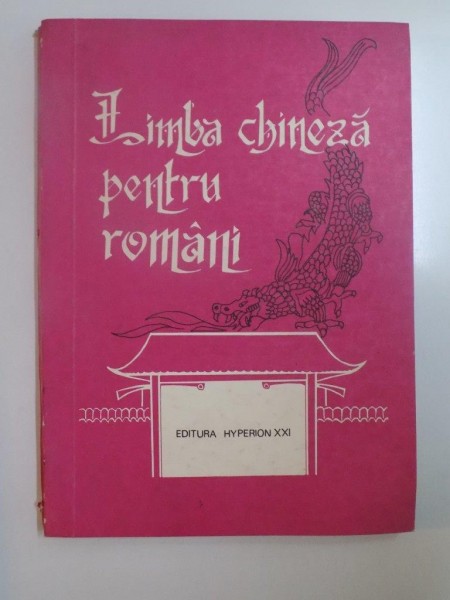 Limba chineză
pentru
români
EDITURA HYPERION XXI